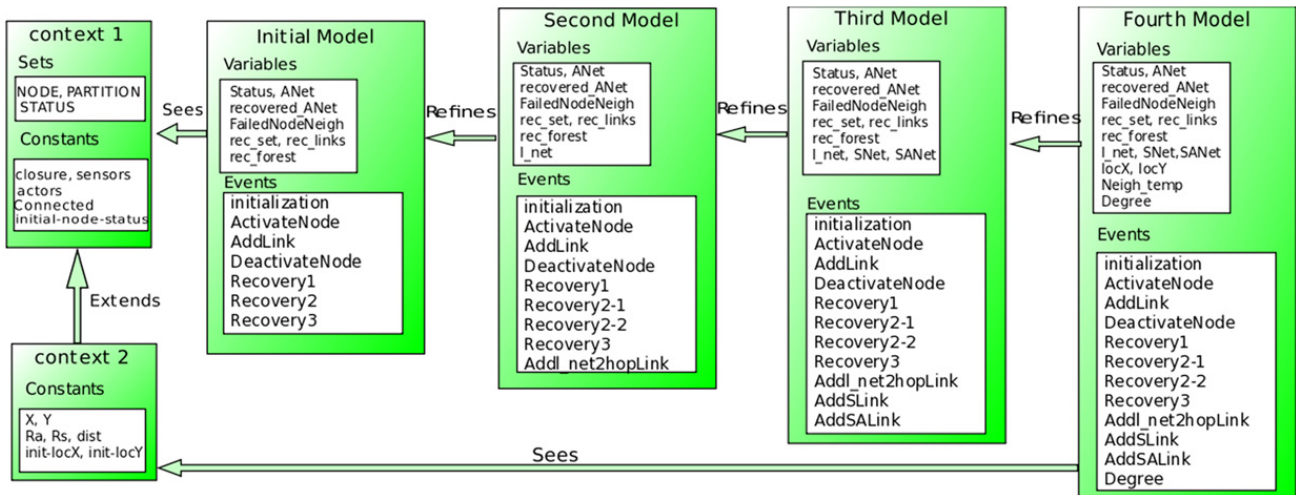 context 1
Sets
NODE, PARTITION
STATUS
Constants
closure, sensors
actors
Connected
initial-node-status
Extends
context 2
Constants
X, Y
Ra, Rs, dist
init-locX, init-locY
Sees
Initial Model
Variables
Status, ANet
recovered_ANet
FailedNodeNeigh
rec_set, rec_links
rec_forest
Events
initialization
ActivateNode
AddLink
DeactivateNode
Recovery1
Recovery2
Recovery3
Refines
Second Model
Variables
Status, ANet
recovered_ANet
FailedNodeNeigh
rec_set, rec_links
rec_forest
l_net
Events
initialization
ActivateNode
AddLink
DeactivateNode
Recovery1
Recovery2-1
Recovery2-2
Recovery3
Addl_net2hopLink
Refines
Third Model
Variables
Status, ANet
recovered_ANet
FailedNodeNeigh
rec_set, rec_links
rec_forest
l_net, SNet, SANet
Events
initialization
ActivateNode
AddLink
DeactivateNode
Recovery1
Recovery2-1
Recovery2-2
Recovery3
Addl_net2hopLink
AddSLink
AddSALink
Refines
Fourth Model
Variables
Status, ANet
recovered_ANet
FailedNodeNeigh
rec_set, rec_links
rec_forest
l_net, SNet,SANet
locX, locY
Neigh_temp
Degree
Events
initialization
ActivateNode
AddLink
DeactivateNode
Recovery1
Recovery2-1
Recovery2-2
Recovery3
Addl_net2hopLink
AddSLink
AddSALink
Degree
Sees